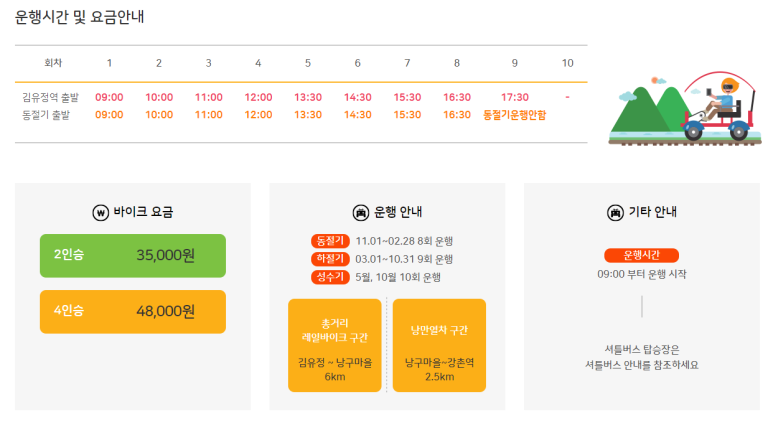 운행시간 및 요금안내
회차 1 2 3 4 5 6 7 8 9 10
김유정역 출발 09:00 10:00 11:00 12:00 13:30 14:30 15:30 16:30 17:30 -
동절기 출발 09:00 10:00 11:00 12:00 13:30 14:30 15:30 16:30 동절기운행안함
₩ 바이크 요금
2인승 35,000원
4인승 48,000원
운행 안내
동절기 11.01~02.28 8회 운행
하절기 03.01~10.31 9회 운행
성수기 5월, 10월 10회 운행
총거리
레일바이크 구간
김유정 ~ 낭구마을
6km
낭만열차 구간
낭구마을~강촌역
2.5km
기타 안내
운행시간
09:00 부터 운행 시작
셔틀버스 탑승장은
셔틀버스 안내를 참조하세요